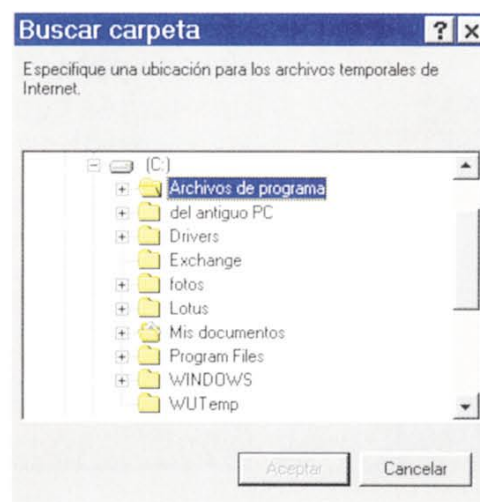 Buscar carpeta
Especifique una ubicación para los archivos temporales de
Internet.
(C:)
Archivos de programa
del antiguo PC
Drivers
Exchange
fotos
Lotus
Mis documentos
Program Files
WINDOWS
WUTemp
Aceptar Cancelar